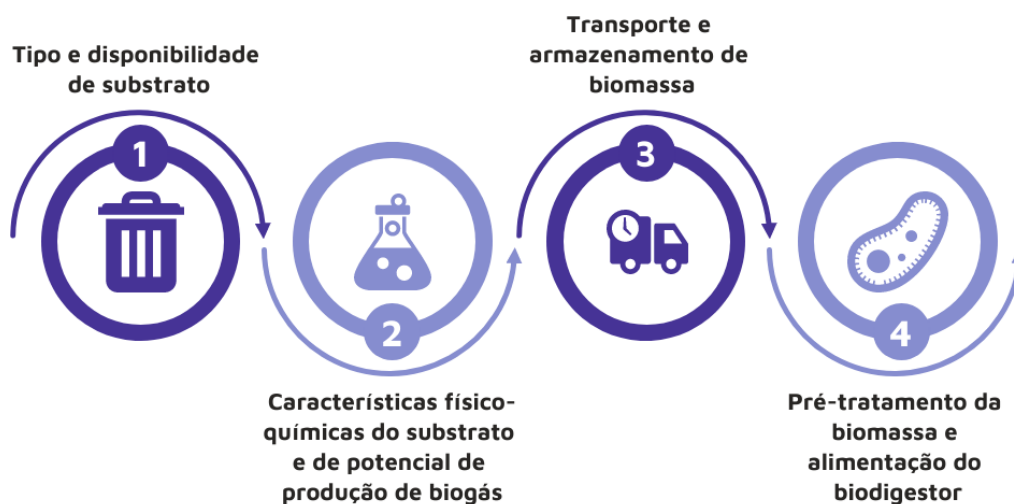 Tipo e disponibilidade
de substrato
1
2
Características físico-
químicas do substrato
e de potencial de
produção de biogás
Transporte e
armazenamento de
biomassa
3
4
Pré-tratamento da
biomassa e
alimentação do
biodigestor